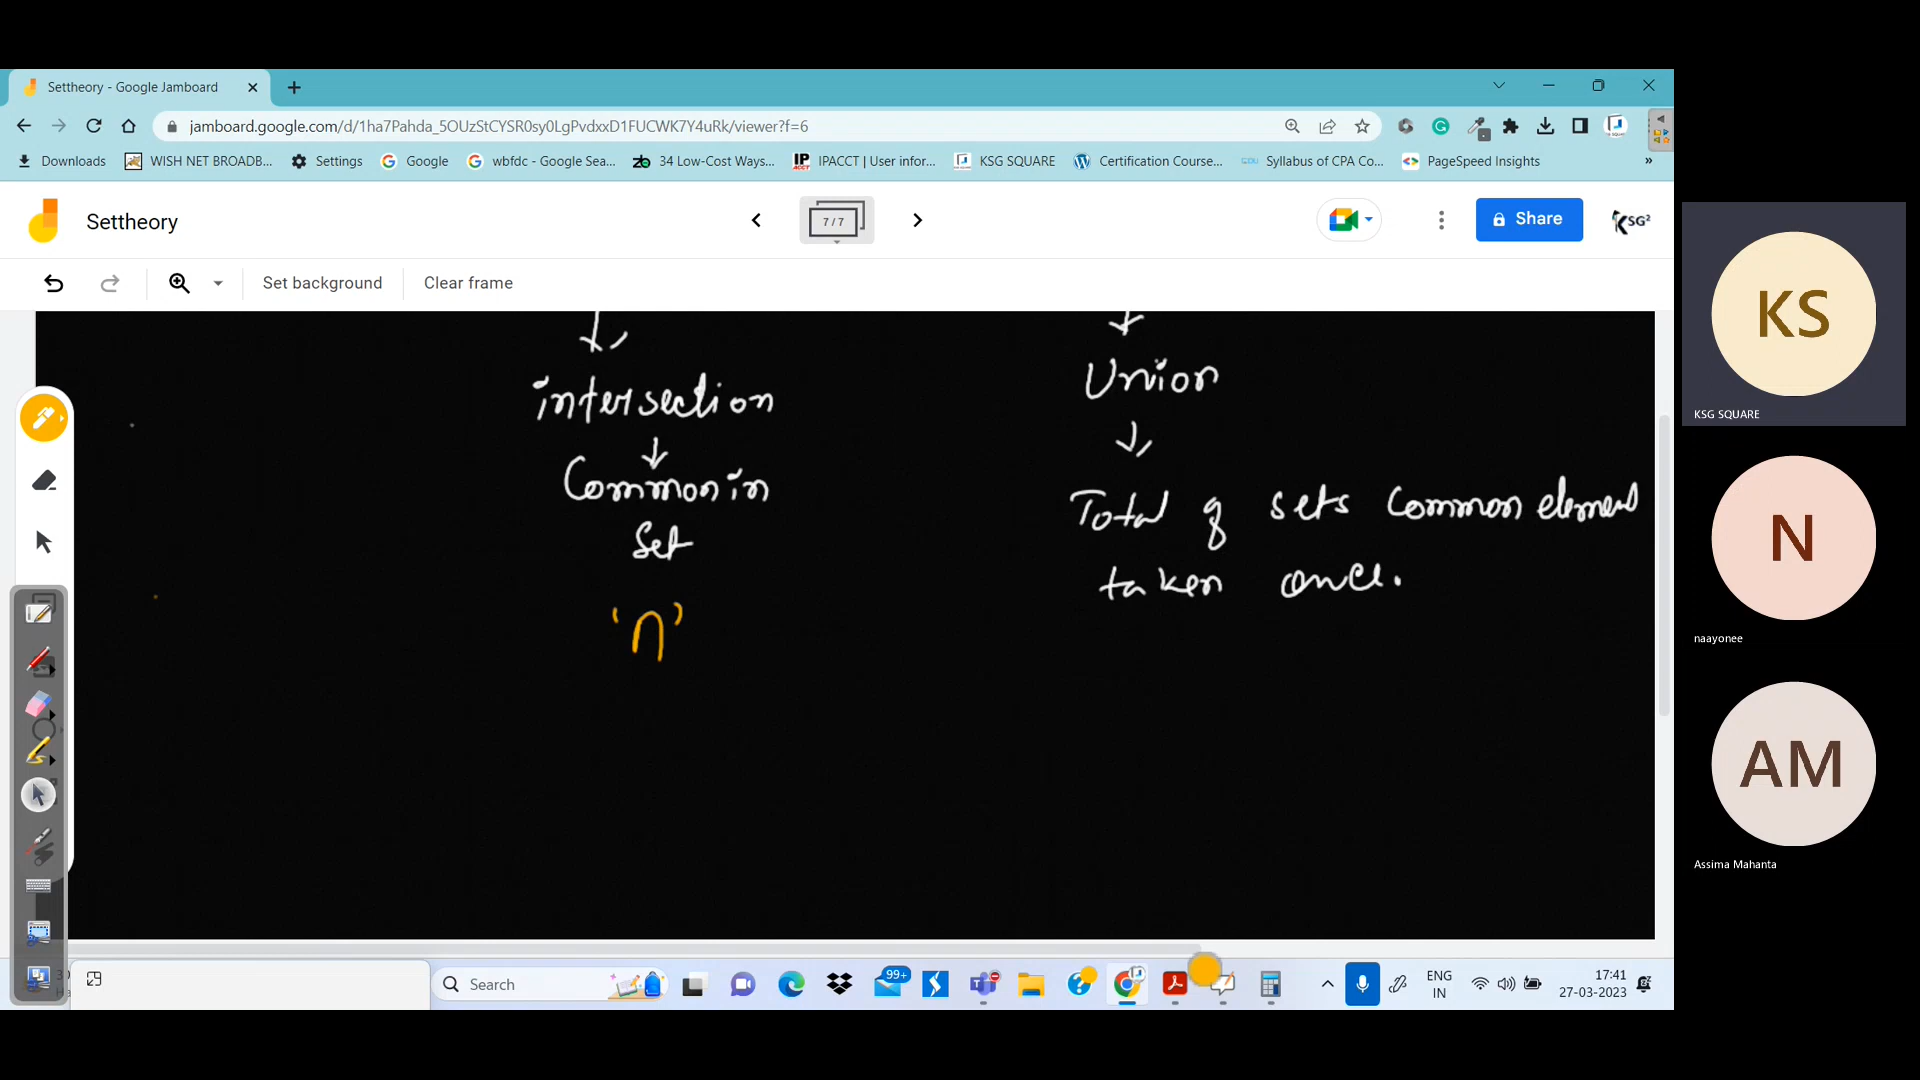 Settheory - Google Jamboard
jamboard.google.com/d/1ha7Pahda_5OUzStCYSR0sy0LgPvdxxD1FUCWK7Y4uRk/viewer?f=6
Downloads
WISH NET BROADB...
Settings
Google
wbfdc - Google Sea...
34 Low-Cost Ways...
IPACCT | User infor...
KSG SQUARE
Certification Course...
Syllabus of CPA Co...
PageSpeed Insights
»
Settheory
7 / 7
Share
KSG²
Set background
Clear frame
intersection
Common in
Set
'∩'
Union
Total of sets common element
taken once.
KS
KSG SQUARE
N
naayonee
AM
Assima Mahanta
Search
99+
ENG
IN
17:41
27-03-2023